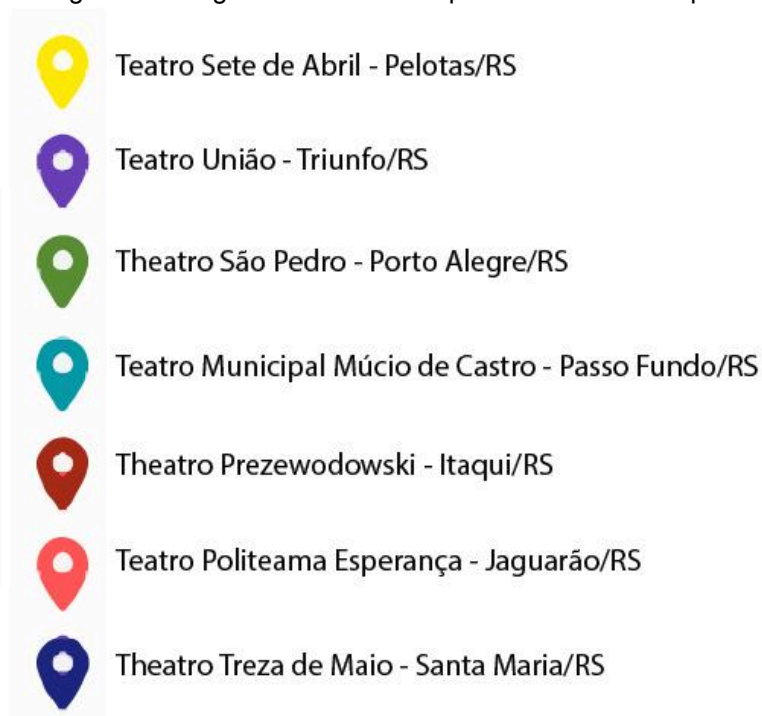 Teatro Sete de Abril - Pelotas/RS
Teatro União - Triunfo/RS
Theatro São Pedro - Porto Alegre/RS
Teatro Municipal Múcio de Castro - Passo Fundo/RS
Theatro Prezewodowski - Itaqui/RS
Teatro Politeama Esperança - Jaguarão/RS
Theatro Treza de Maio - Santa Maria/RS